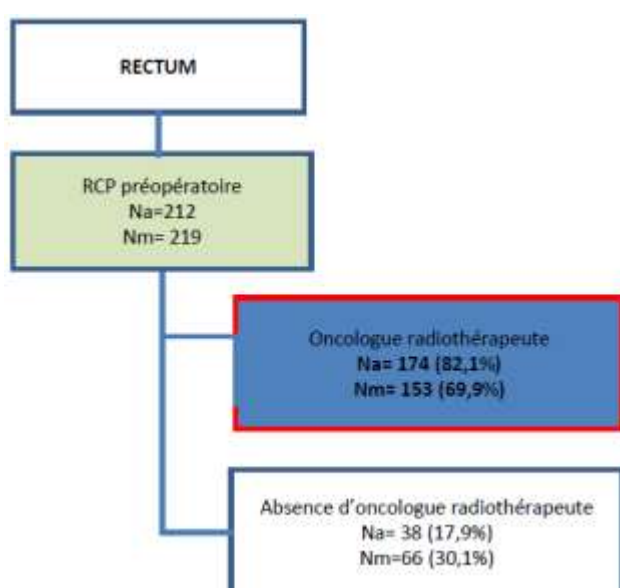 RECTUM
RCP préopératoire
Na=212
Nm= 219
Oncologue radiothérapeute
Na= 174 (82,1%)
Nm= 153 (69,9%)
Absence d'oncologue radiothérapeute
Na= 38 (17,9%)
Nm=66 (30,1%)